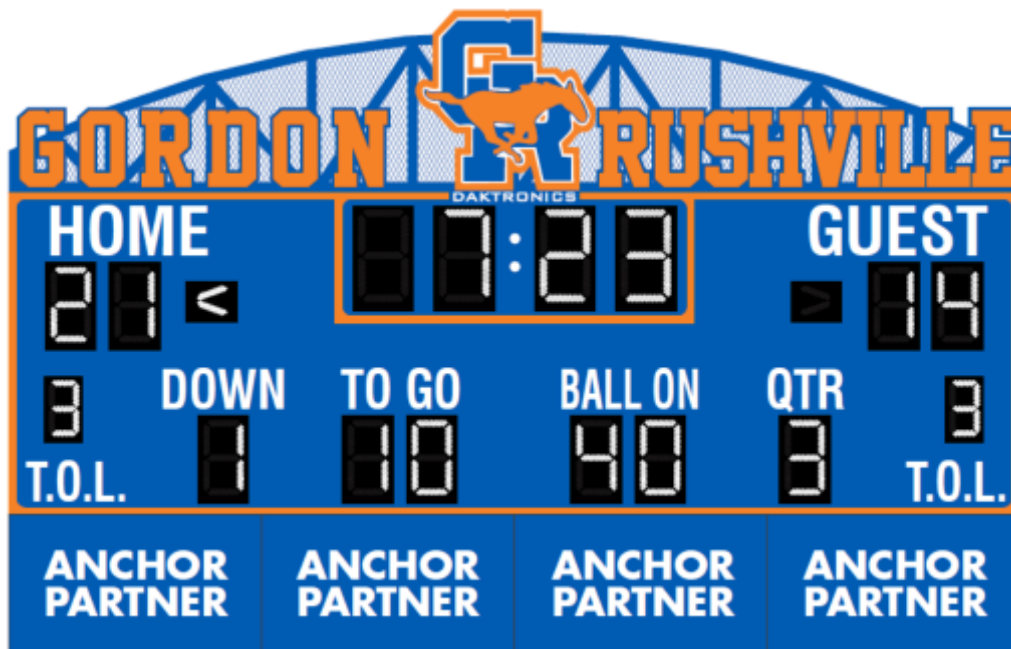 GR
GORDON RUSHVILLE
DAKTRONICS
HOME 7:23 GUEST
21 < > 14
DOWN TO GO BALL ON QTR
3 1 10 40 3 3
T.O.L. T.O.L.
ANCHOR PARTNER
ANCHOR PARTNER
ANCHOR PARTNER
ANCHOR PARTNER